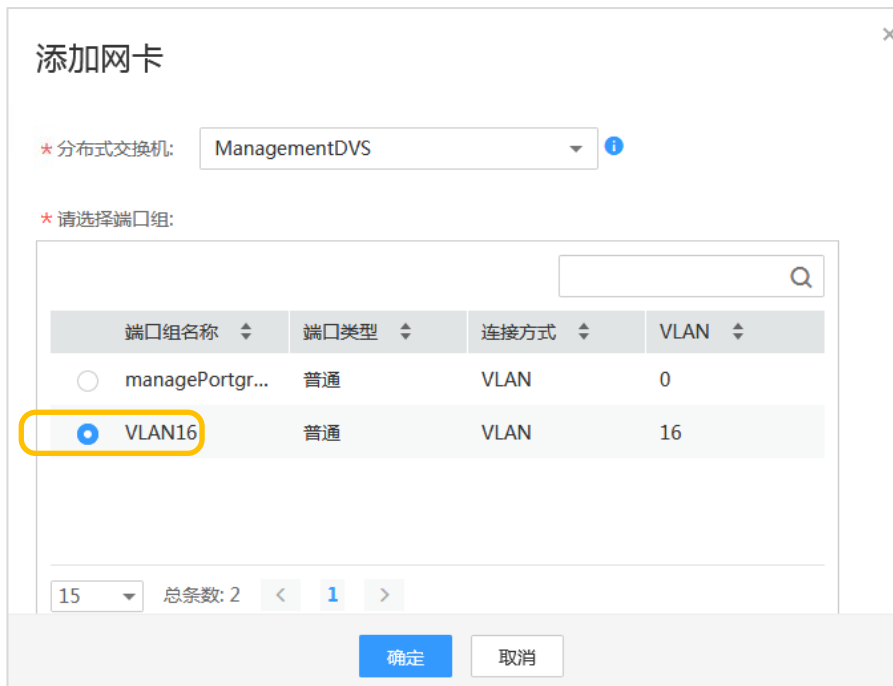 添加网卡
* 分布式交换机: ManagementDVS
* 请选择端口组:
端口组名称 端口类型 连接方式 VLAN
managePortgr... 普通 VLAN 0
VLAN16 普通 VLAN 16
15 总条数: 2 < 1 >
确定 取消